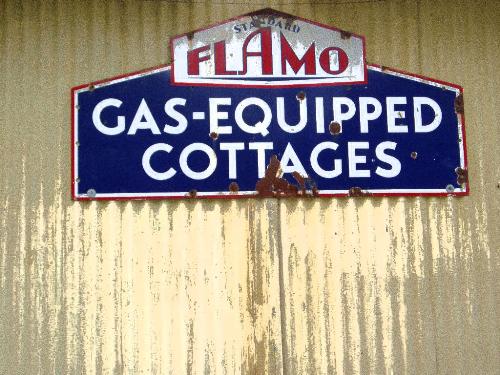 STANDARD
FLAMO
GAS-EQUIPPED
COTTAGES